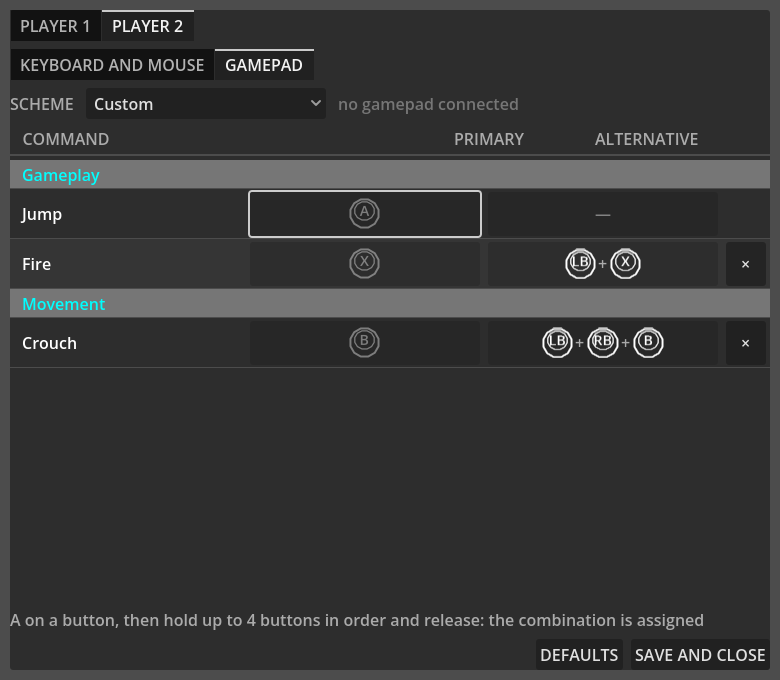 PLAYER 1 PLAYER 2
KEYBOARD AND MOUSE GAMEPAD
SCHEME Custom no gamepad connected
COMMAND PRIMARY ALTERNATIVE
Gameplay
Jump A —
Fire X LB + X ×
Movement
Crouch B LB + RB + B ×
A on a button, then hold up to 4 buttons in order and release: the combination is assigned
DEFAULTS SAVE AND CLOSE